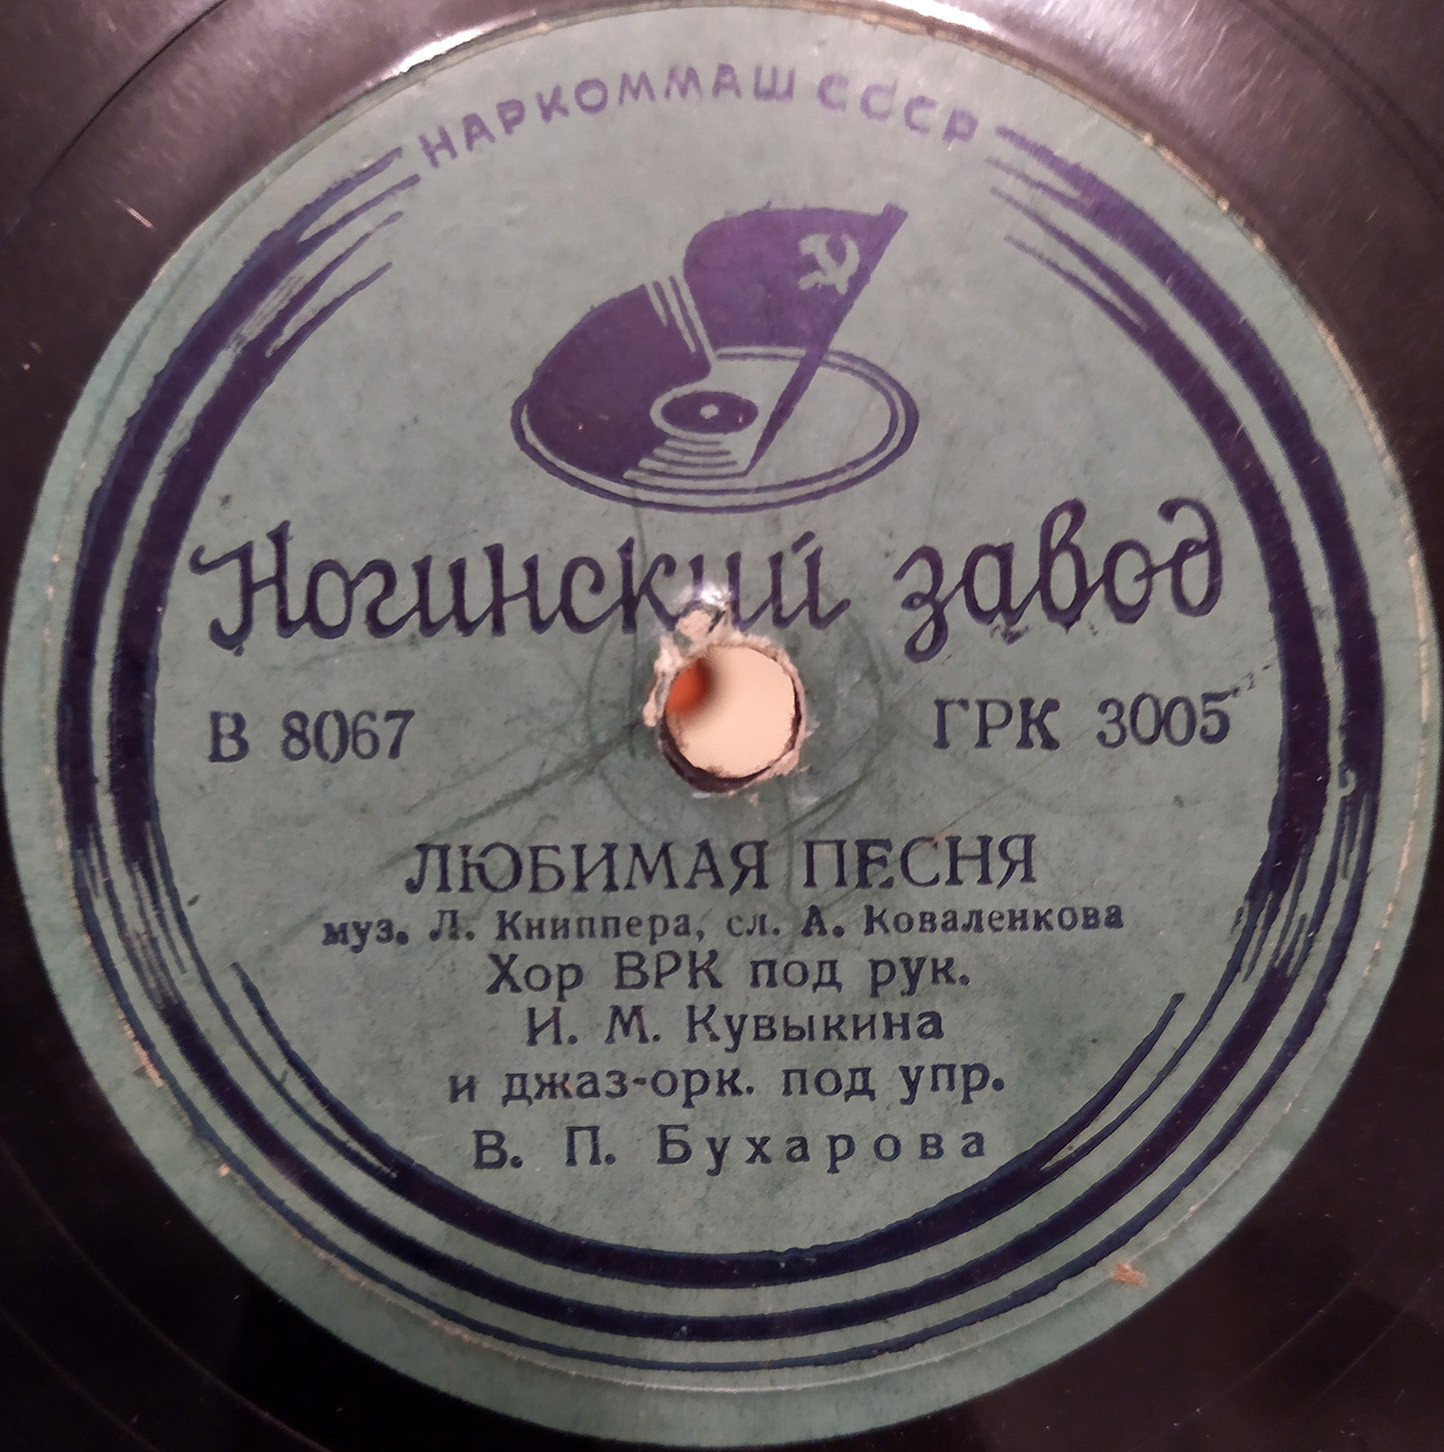 НАРКОММАШ СССР
Ногинский завод
В 8067 ГРК 3005
ЛЮБИМАЯ ПЕСНЯ
муз. Л. Книппера, сл. А. Коваленкова
Хор ВРК под рук.
И. М. Кувыкина
и джаз-орк. под упр.
В. П. Бухарова